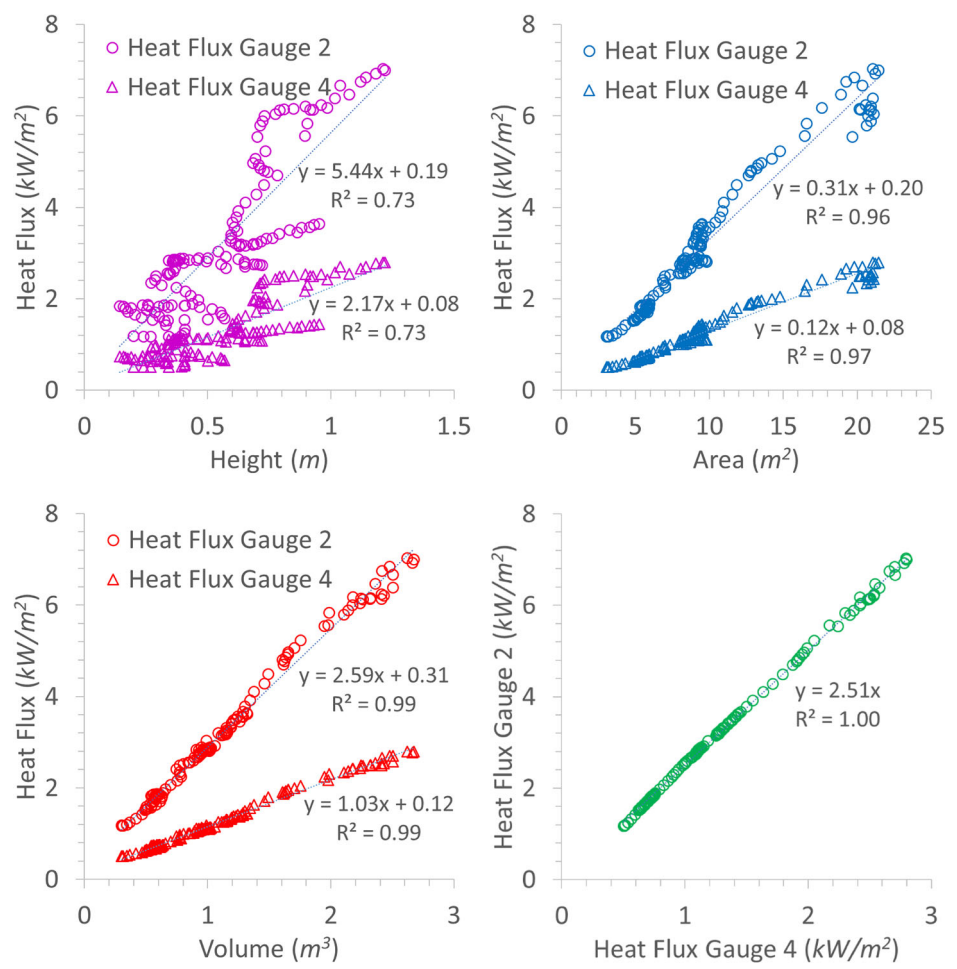 8
6
4
2
0
Heat Flux (kW/m²)
Heat Flux Gauge 2
Heat Flux Gauge 4
y = 5.44x + 0.19
R² = 0.73
y = 2.17x + 0.08
R² = 0.73
0 0.5 1 1.5
Height (m)
8
6
4
2
0
Heat Flux (kW/m²)
Heat Flux Gauge 2
Heat Flux Gauge 4
y = 0.31x + 0.20
R² = 0.96
y = 0.12x + 0.08
R² = 0.97
0 5 10 15 20 25
Area (m²)
8
6
4
2
0
Heat Flux (kW/m²)
Heat Flux Gauge 2
Heat Flux Gauge 4
y = 2.59x + 0.31
R² = 0.99
y = 1.03x + 0.12
R² = 0.99
0 1 2 3
Volume (m³)
8
6
4
2
0
Heat Flux Gauge 2 (kW/m²)
y = 2.51x
R² = 1.00
0 1 2 3
Heat Flux Gauge 4 (kW/m²)